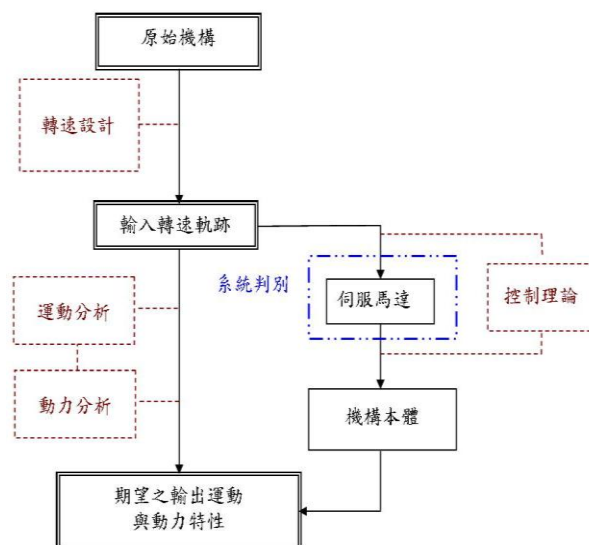 原始機構
轉速設計
輸入轉速軌跡
系統判別
運動分析
伺服馬達
控制理論
動力分析
機構本體
期望之輸出運動
與動力特性